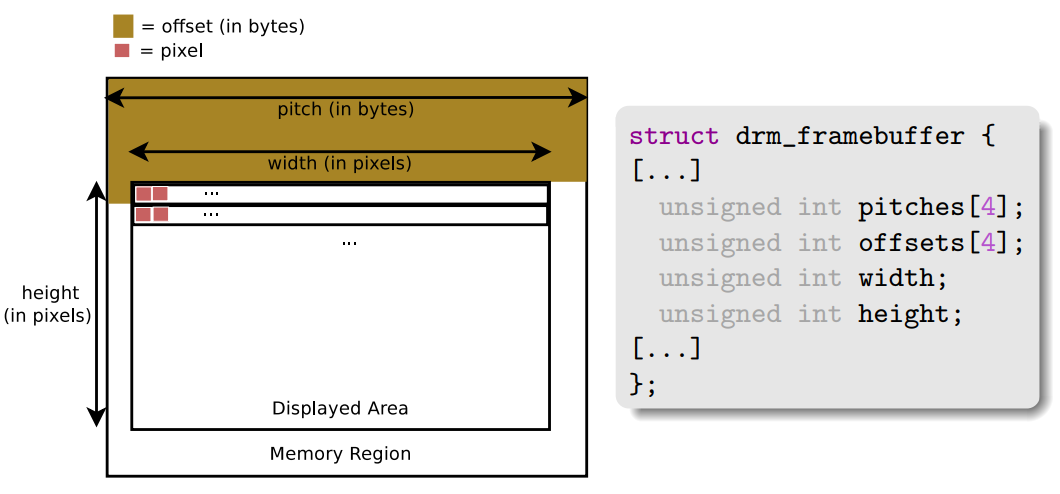 = offset (in bytes)
= pixel
pitch (in bytes)
width (in pixels)
...
...
...
height
(in pixels)
Displayed Area
Memory Region
struct drm_framebuffer {
[...]
unsigned int pitches[4];
unsigned int offsets[4];
unsigned int width;
unsigned int height;
[...]
};